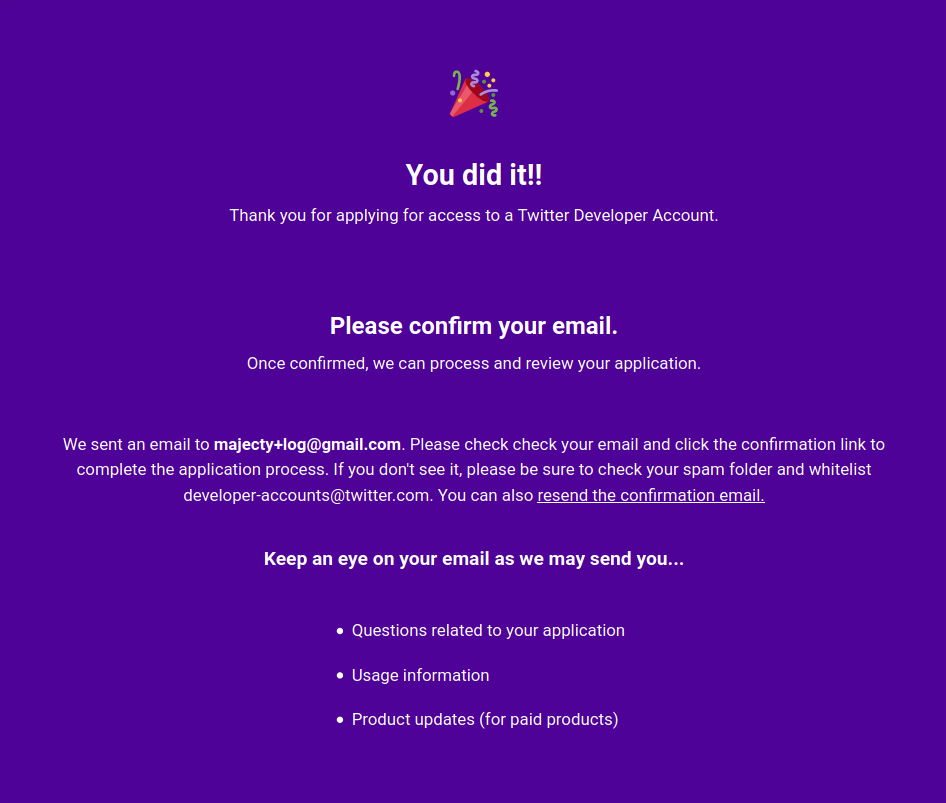 You did it!!
Thank you for applying for access to a Twitter Developer Account.
Please confirm your email.
Once confirmed, we can process and review your application.
We sent an email to majecty+log@gmail.com. Please check check your email and click the confirmation link to
complete the application process. If you don't see it, please be sure to check your spam folder and whitelist
developer-accounts@twitter.com. You can also resend the confirmation email.
Keep an eye on your email as we may send you...
• Questions related to your application
• Usage information
• Product updates (for paid products)